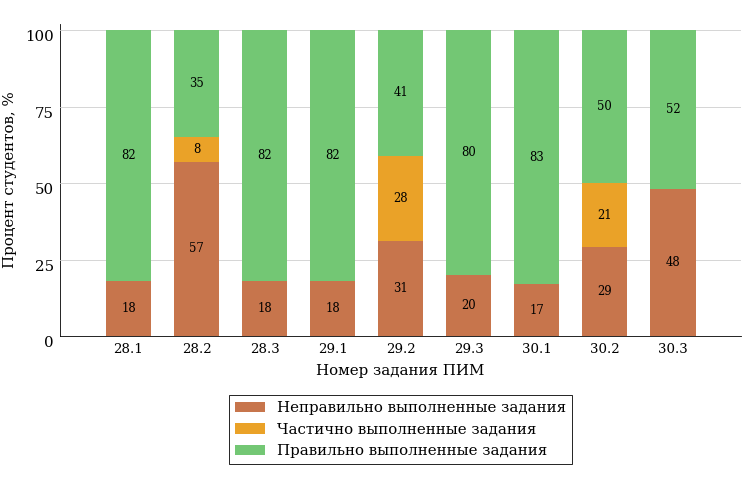 100
75
50
25
0
Процент студентов, %
82 35 82 82 41 80 83 50 52
8 28 21
18 57 18 18 31 20 17 29 48
28.1 28.2 28.3 29.1 29.2 29.3 30.1 30.2 30.3
Номер задания ПИМ
Неправильно выполненные задания
Частично выполненные задания
Правильно выполненные задания